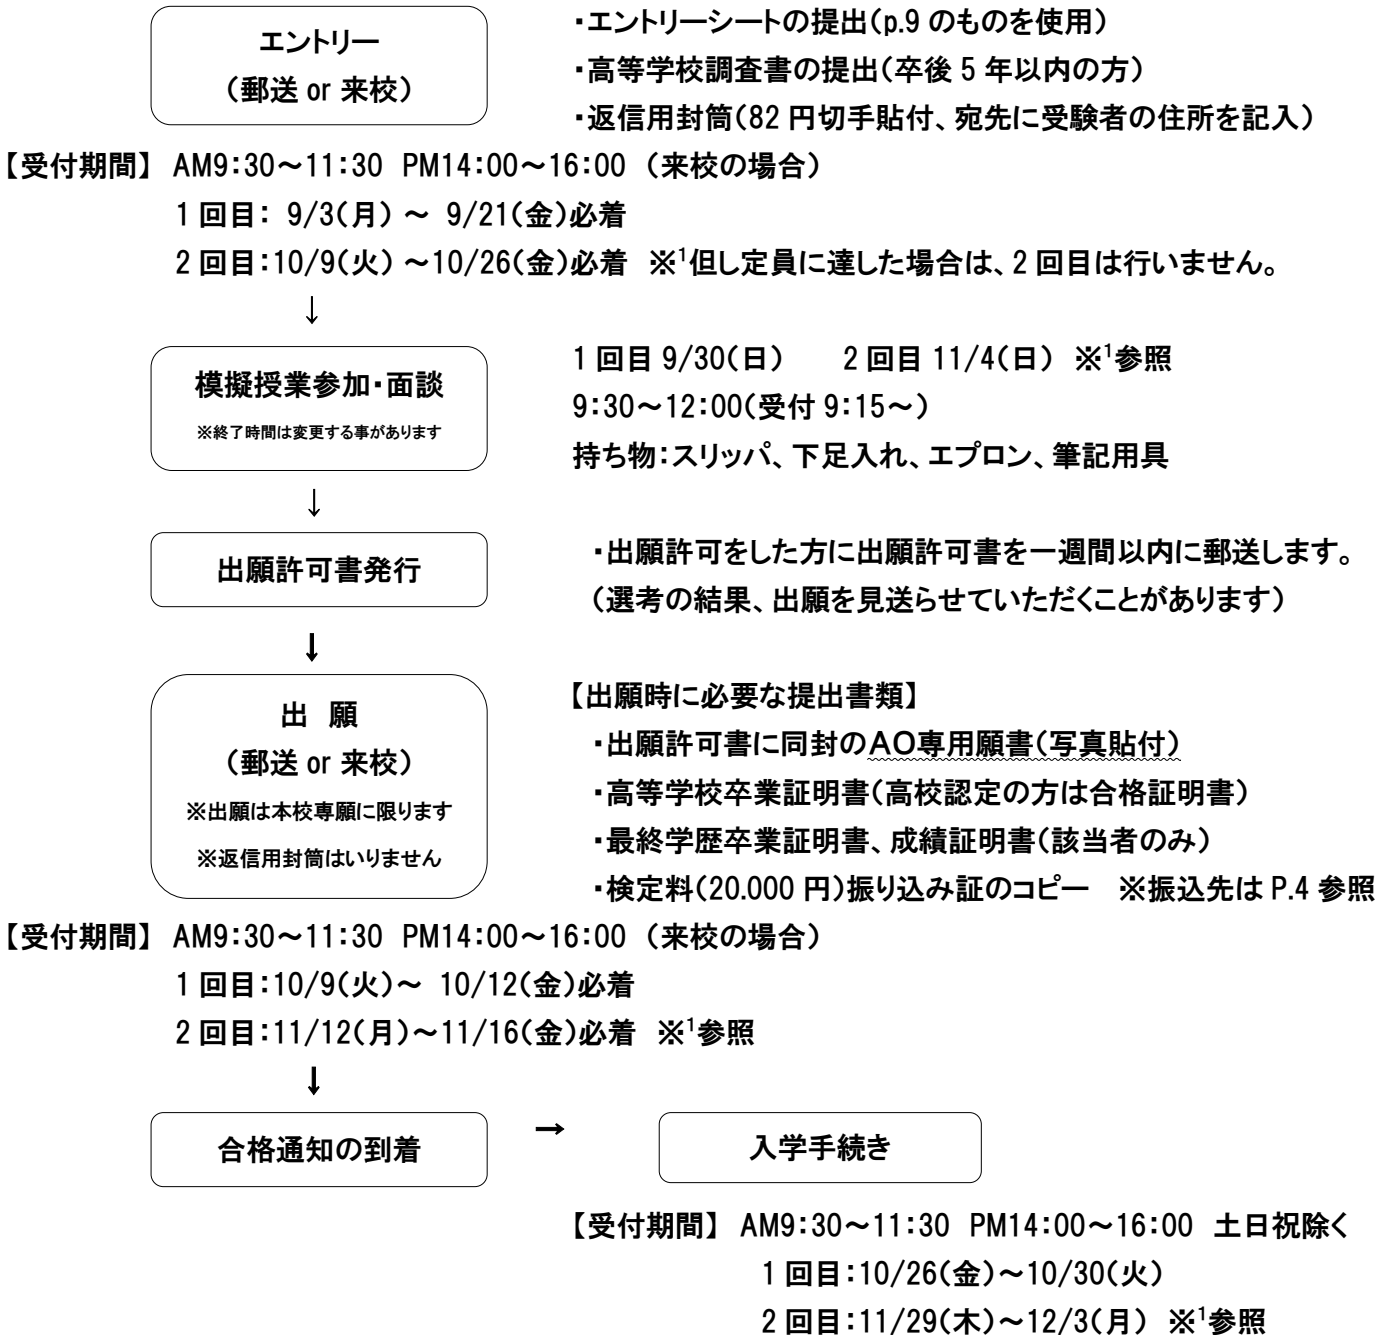 エントリー
（郵送 or 来校）
・エントリーシートの提出（p.9 のものを使用）
・高等学校調査書の提出（卒後 5 年以内の方）
・返信用封筒（82 円切手貼付、宛先に受験者の住所を記入）
【受付期間】 AM9：30～11：30 PM14：00～16：00 （来校の場合）
1 回目： 9/3（月） ～ 9/21（金）必着
2 回目：10/9（火） ～10/26（金）必着 ※1但し定員に達した場合は、2 回目は行いません。
↓
模擬授業参加・面談
※終了時間は変更する事があります
1 回目 9/30（日） 2 回目 11/4（日） ※1参照
9：30～12：00（受付 9：15～）
持ち物：スリッパ、下足入れ、エプロン、筆記用具
↓
出願許可書発行
・出願許可をした方に出願許可書を一週間以内に郵送します。
（選考の結果、出願を見送らせていただくことがあります）
↓
出 願
（郵送 or 来校）
※出願は本校専願に限ります
※返信用封筒はいりません
【出願時に必要な提出書類】
・出願許可書に同封のＡＯ専用願書（写真貼付）
・高等学校卒業証明書（高校認定の方は合格証明書）
・最終学歴卒業証明書、成績証明書（該当者のみ）
・検定料（20.000 円）振り込み証のコピー ※振込先は P.4 参照
【受付期間】 AM9：30～11：30 PM14：00～16：00 （来校の場合）
1 回目：10/9（火）～ 10/12（金）必着
2 回目：11/12（月）～11/16（金）必着 ※1参照
↓
合格通知の到着
→
入学手続き
【受付期間】 AM9：30～11：30 PM14：00～16：00 土日祝除く
1 回目：10/26（金）～10/30（火）
2 回目：11/29（木）～12/3（月） ※1参照